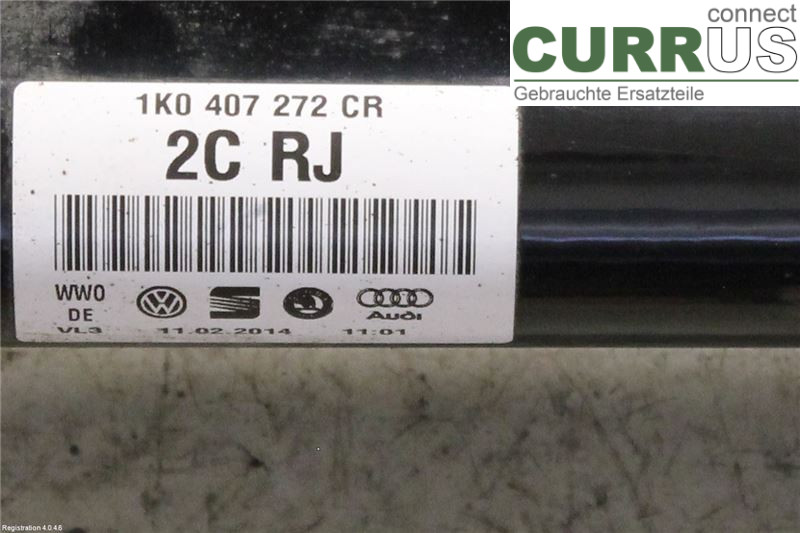 connect
CURRUS
Gebrauchte Ersatzteile
1K0 407 272 CR
2C RJ
WW0
DE
VL3 11.02.2014 11:01
Audi
Registration 4.0.4.6